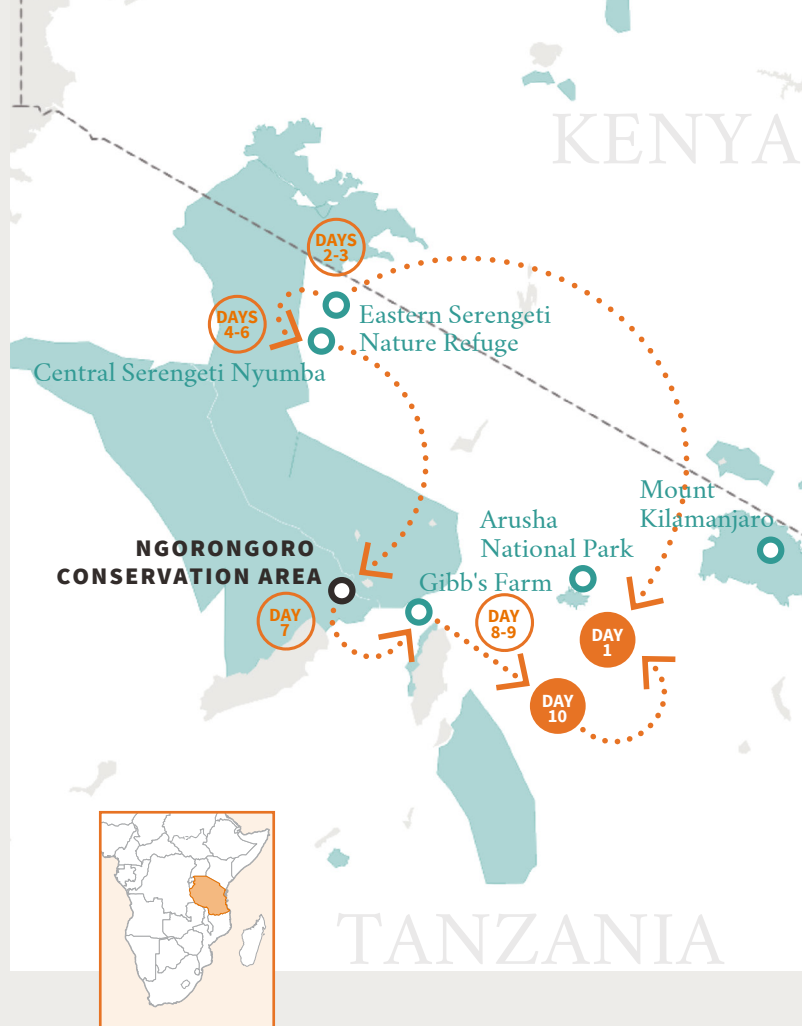 KENYA
DAYS
2-3
Eastern Serengeti
Nature Refuge
DAYS
4-6
Central Serengeti Nyumba
Mount
Kilamanjaro
Arusha
National Park
NGORONGORO
CONSERVATION AREA
Gibb's Farm
DAY
7
DAY
8-9
DAY
1
DAY
10
TANZANIA